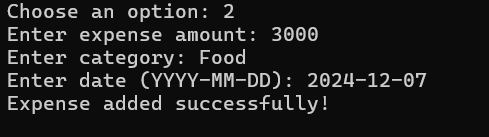 Choose an option: 2
Enter expense amount: 3000
Enter category: Food
Enter date (YYYY-MM-DD): 2024-12-07
Expense added successfully!